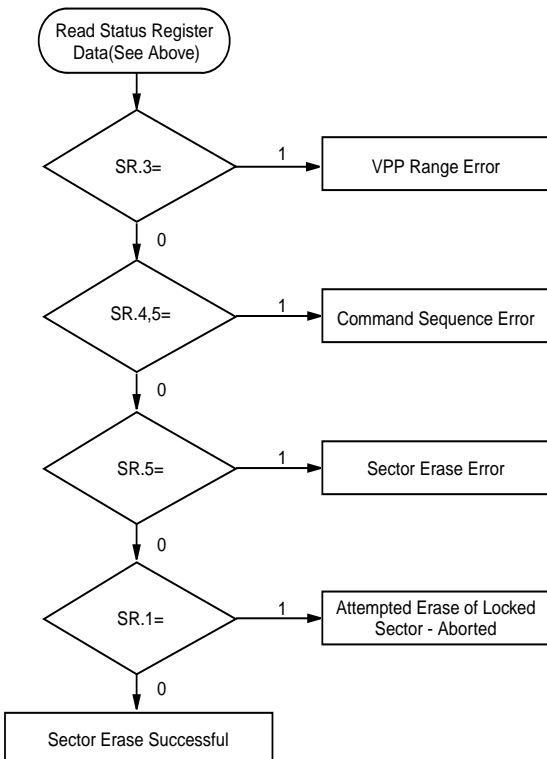 Read Status Register
Data(See Above)
SR.3=
1
VPP Range Error
0
SR.4,5=
1
Command Sequence Error
0
SR.5=
1
Sector Erase Error
0
SR.1=
1
Attempted Erase of Locked
Sector - Aborted
0
Sector Erase Successful